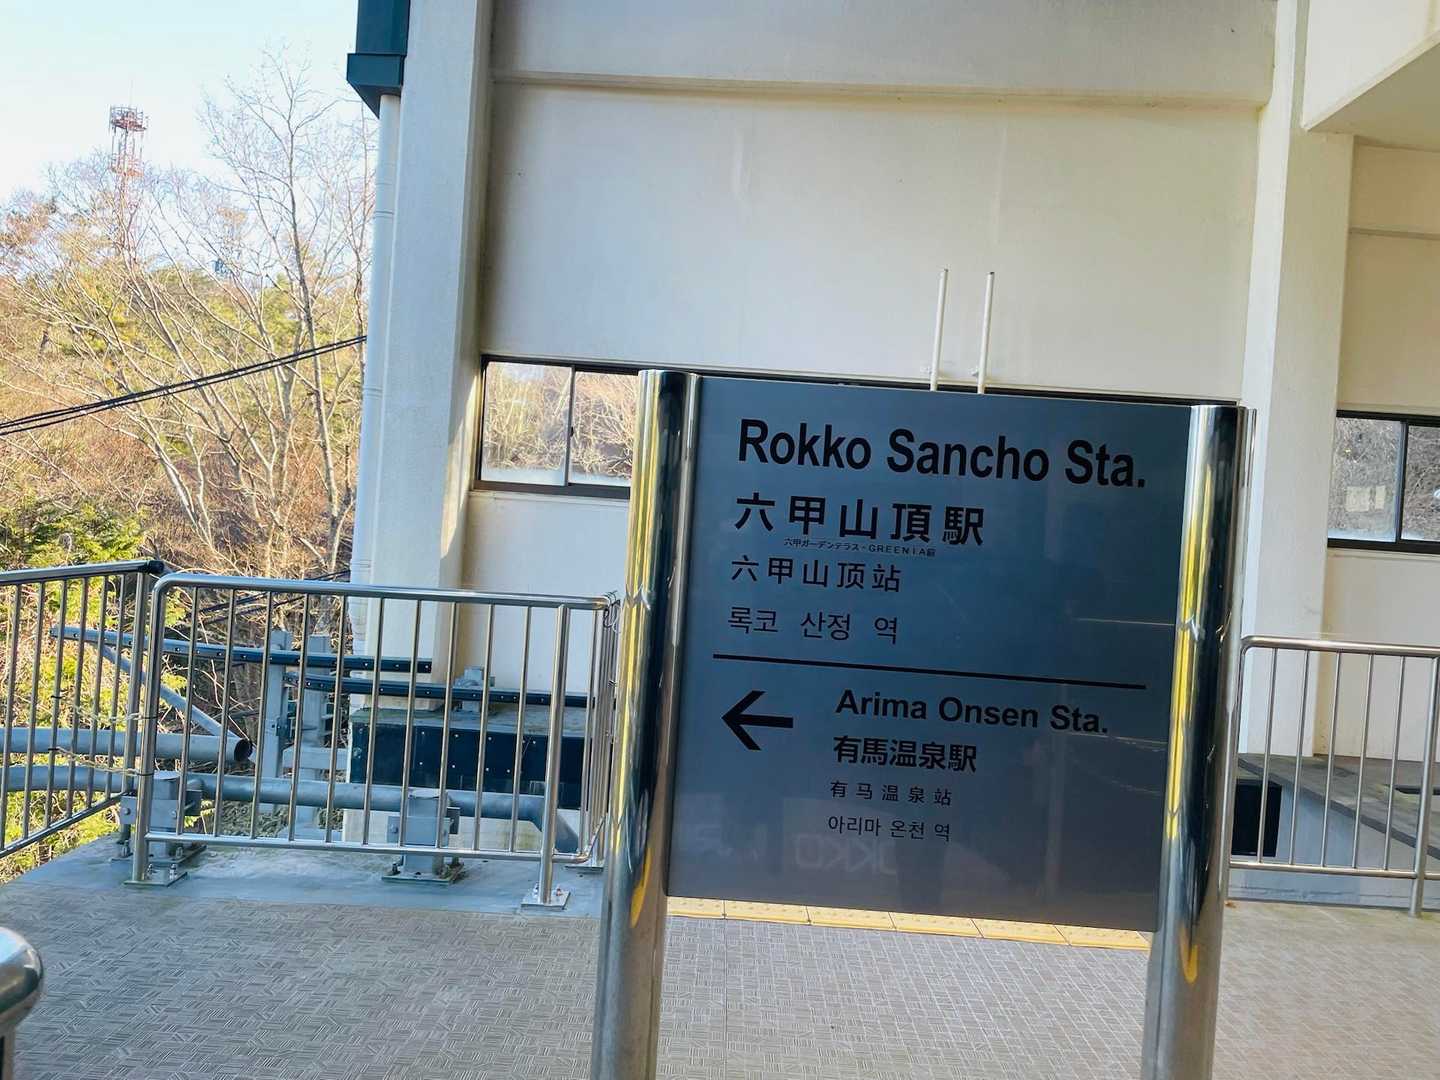 Rokko Sancho Sta.
六甲山頂駅
六甲ガーデンテラス・GREENIA前
六甲山顶站
록코 산정 역
← Arima Onsen Sta.
有馬温泉駅
有马温泉站
아리마 온천 역